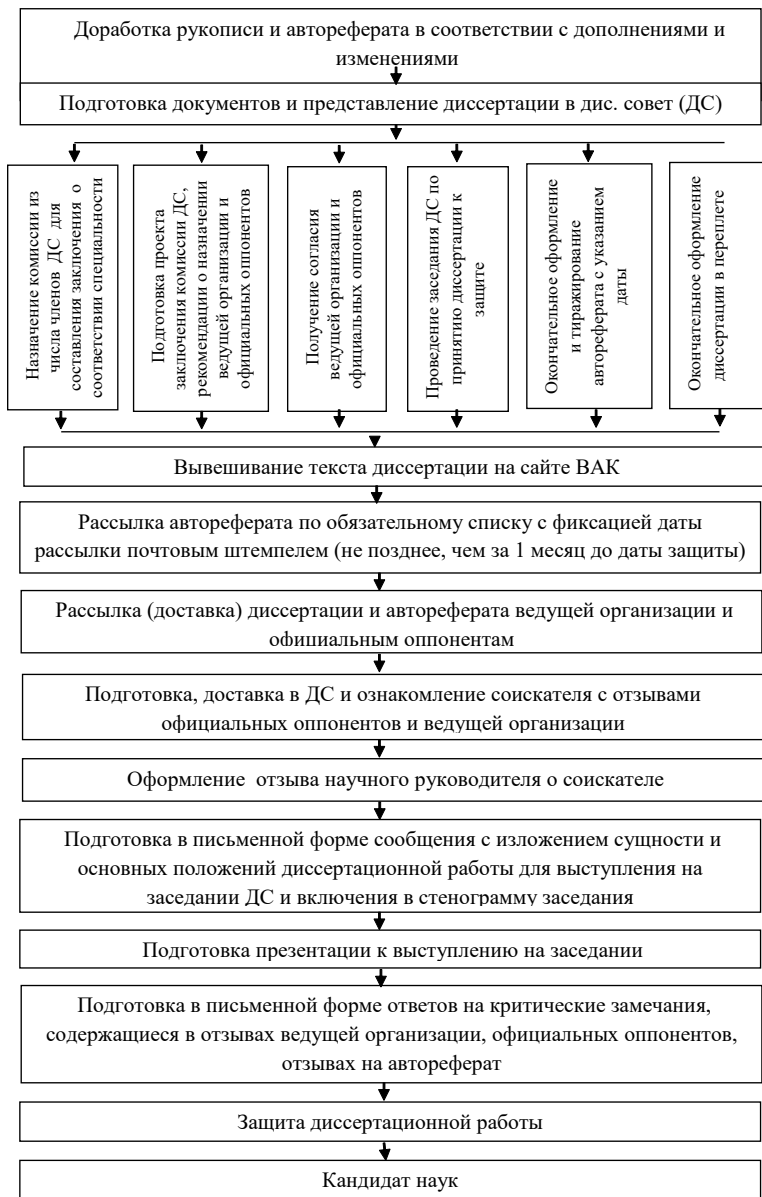 Доработка рукописи и автореферата в соответствии с дополнениями и
изменениями
Подготовка документов и представление диссертации в дис. совет (ДС)
Назначение комиссии из
числа членов ДС для
составления заключения о
соответствии специальности
Подготовка проекта
заключения комиссии ДС,
рекомендации о назначении
ведущей организации и
официальных оппонентов
Получение согласия
ведущей организации и
официальных оппонентов
Проведение заседания ДС по
принятию диссертации к
защите
Окончательное оформление
и тиражирование
автореферата с указанием
даты
Окончательное оформление
диссертации в переплете
Вывешивание текста диссертации на сайте ВАК
Рассылка автореферата по обязательному списку с фиксацией даты
рассылки почтовым штемпелем (не позднее, чем за 1 месяц до даты защиты)
Рассылка (доставка) диссертации и автореферата ведущей организации и
официальным оппонентам
Подготовка, доставка в ДС и ознакомление соискателя с отзывами
официальных оппонентов и ведущей организации
Оформление отзыва научного руководителя о соискателе
Подготовка в письменной форме сообщения с изложением сущности и
основных положений диссертационной работы для выступления на
заседании ДС и включения в стенограмму заседания
Подготовка презентации к выступлению на заседании
Подготовка в письменной форме ответов на критические замечания,
содержащиеся в отзывах ведущей организации, официальных оппонентов,
отзывах на автореферат
Защита диссертационной работы
Кандидат наук